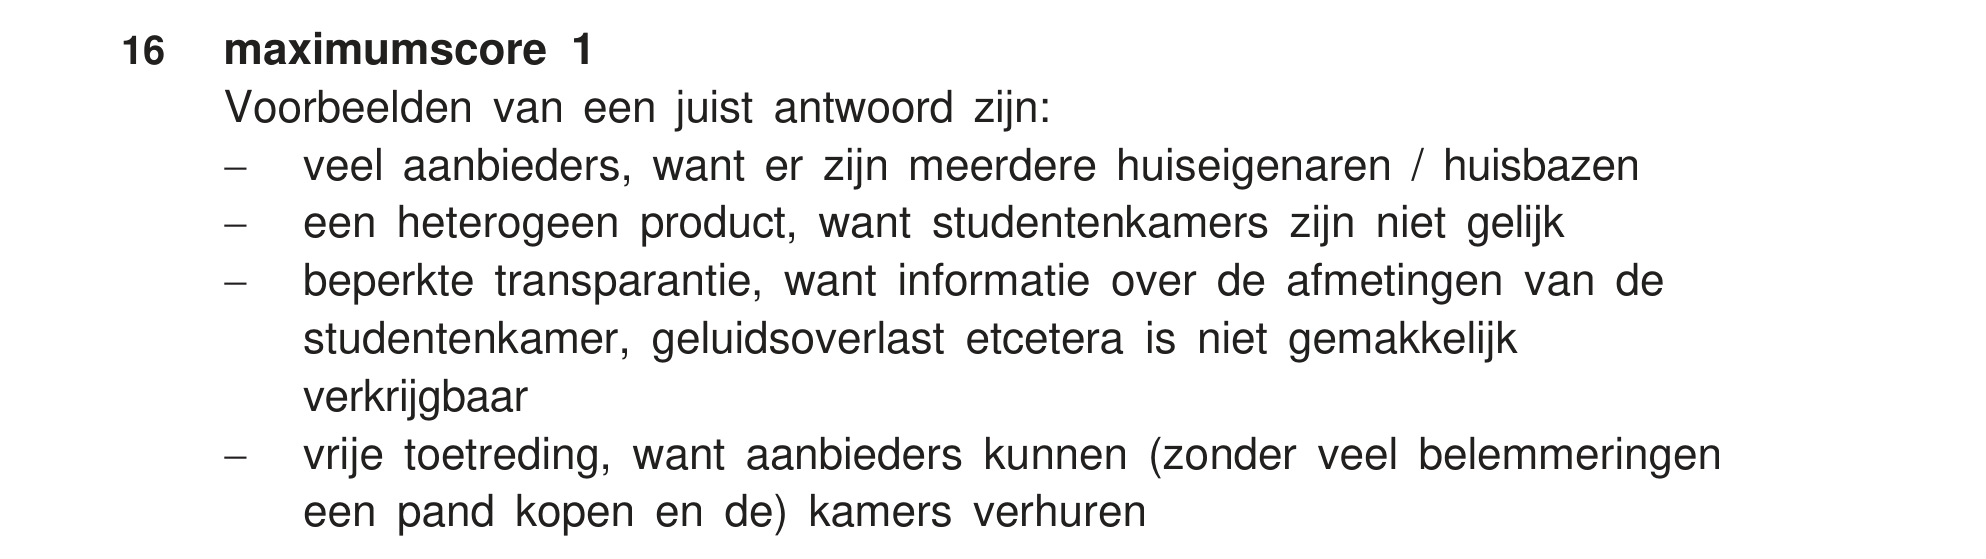 16 maximumscore 1
Voorbeelden van een juist antwoord zijn:
– veel aanbieders, want er zijn meerdere huiseigenaren / huisbazen
– een heterogeen product, want studentenkamers zijn niet gelijk
– beperkte transparantie, want informatie over de afmetingen van de
studentenkamer, geluidsoverlast etcetera is niet gemakkelijk
verkrijgbaar
– vrije toetreding, want aanbieders kunnen (zonder veel belemmeringen
een pand kopen en de) kamers verhuren